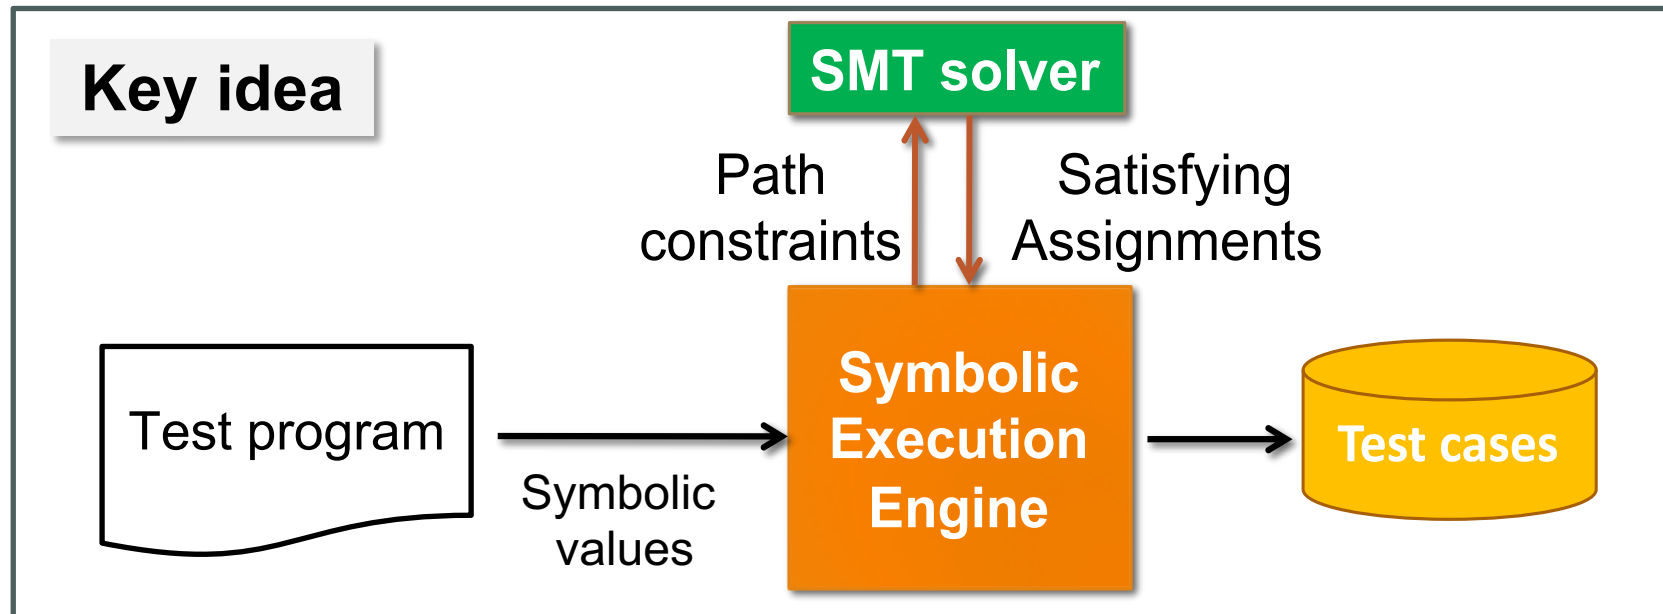 Key idea
SMT solver
Path
constraints
Satisfying
Assignments
Test program
Symbolic
values
Symbolic
Execution
Engine
Test cases